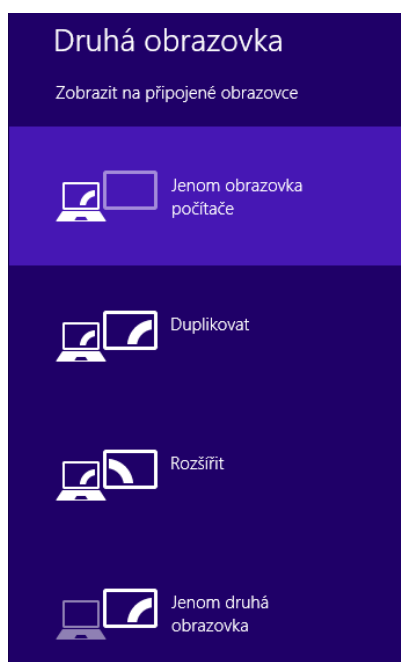 Druhá obrazovka
Zobrazit na připojené obrazovce
Jenom obrazovka
počítače
Duplikovat
Rozšířit
Jenom druhá
obrazovka